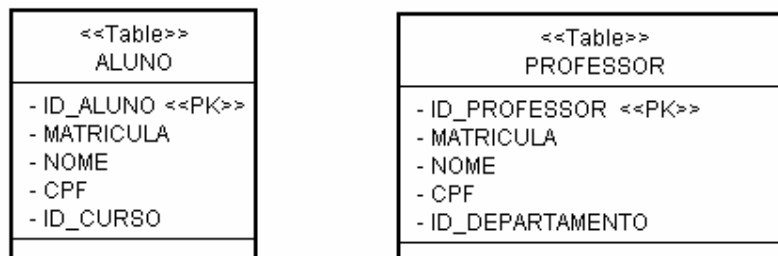 <<Table>>
ALUNO
- ID_ALUNO <<PK>>
- MATRICULA
- NOME
- CPF
- ID_CURSO
<<Table>>
PROFESSOR
- ID_PROFESSOR <<PK>>
- MATRICULA
- NOME
- CPF
- ID_DEPARTAMENTO